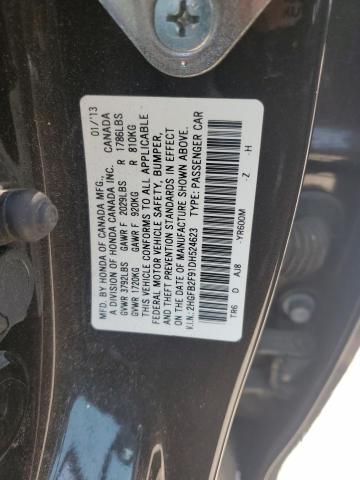 MFD. BY HONDA OF CANADA MFG., 01/13
A DIVISION OF HONDA CANADA INC. CANADA
GVWR 3792LBS GAWR F 2029LBS R 1786LBS
GVWR 1720KG GAWR F 920KG R 810KG
THIS VEHICLE CONFORMS TO ALL APPLICABLE
FEDERAL MOTOR VEHICLE SAFETY, BUMPER,
AND THEFT PREVENTION STANDARDS IN EFFECT
ON THE DATE OF MANUFACTURE SHOWN ABOVE.
V.I.N.: 2HGFB2F91DH524623 TYPE: PASSENGER CAR
TR6 D AJ8 -YR600M -Z -H